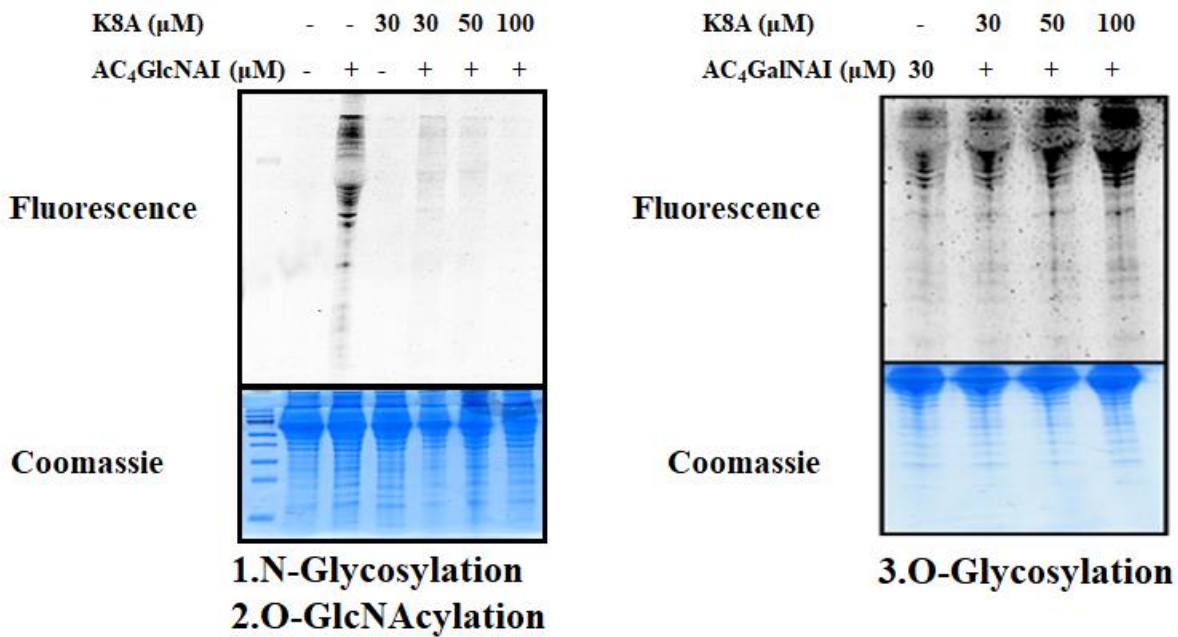 K8A (μM) - - 30 30 50 100
AC₄GlcNAI (μM) - + - + + +
Fluorescence
Coomassie
1.N-Glycosylation
2.O-GlcNAcylation
K8A (μM) - 30 50 100
AC₄GalNAI (μM) 30 + + +
Fluorescence
Coomassie
3.O-Glycosylation